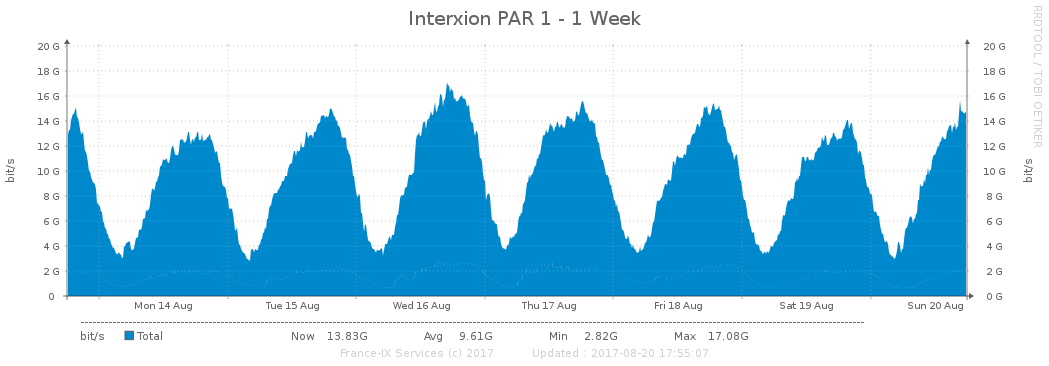 Interxion PAR 1 - 1 Week
RRDTOOL / TOBI OETIKER
20 G 20 G
18 G 18 G
16 G 16 G
14 G 14 G
12 G 12 G
10 G 10 G
8 G 8 G
6 G 6 G
4 G 4 G
2 G 2 G
0 0 G
bit/s bit/s
Mon 14 Aug Tue 15 Aug Wed 16 Aug Thu 17 Aug Fri 18 Aug Sat 19 Aug Sun 20 Aug
bit/s Total Now 13.83G Avg 9.61G Min 2.82G Max 17.08G
France-IX Services (c) 2017 Updated : 2017-08-20 17:55:07